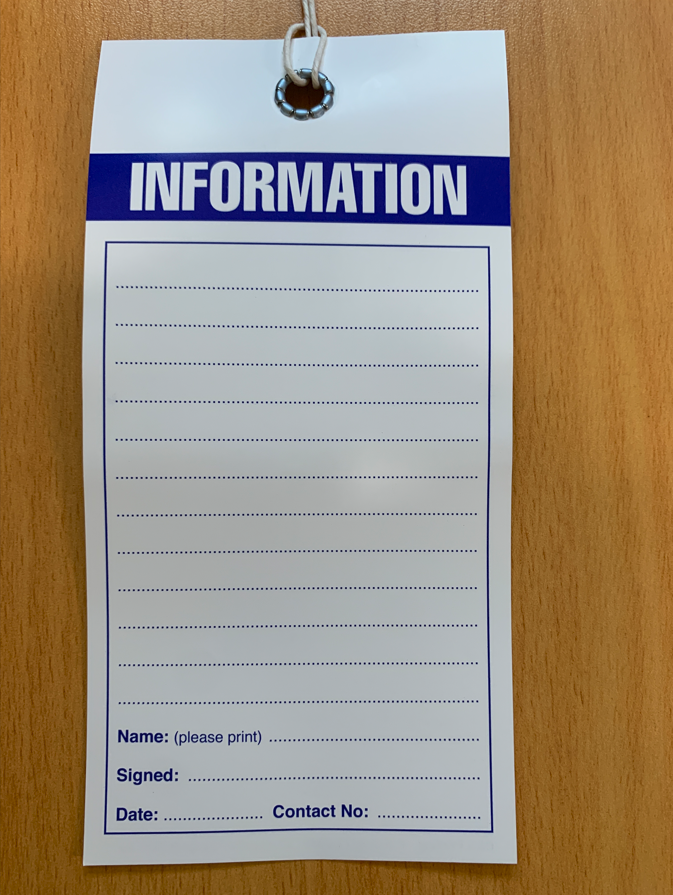 INFORMATION
Name: (please print)
Signed:
Date: Contact No: